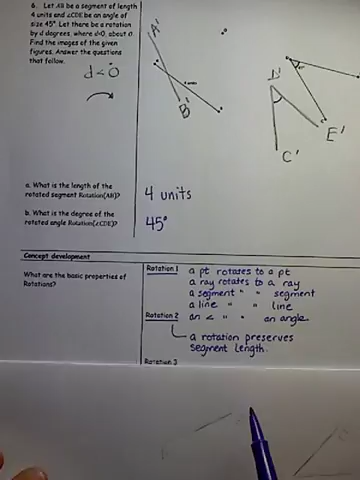 6. Let AB be a segment of length
4 units and ∠CDE be an angle of
size 45°. Let there be a rotation
by d degrees, where d<0, about O.
Find the images of the given
figures. Answer the questions
that follow.
d < 0
A'
B'
C'
E'
a. What is the length of the
rotated segment Rotation(AB)?
4 units
b. What is the degree of the
rotated angle Rotation(∠CDE)?
45°
Concept development
What are the basic properties of
Rotations?
Rotation 1
a pt rotates to a pt
a ray rotates to a ray
a segment " " segment
a line " " line
Rotation 2
an ∠ " " an angle
a rotation preserves
segment length.
Rotation 3